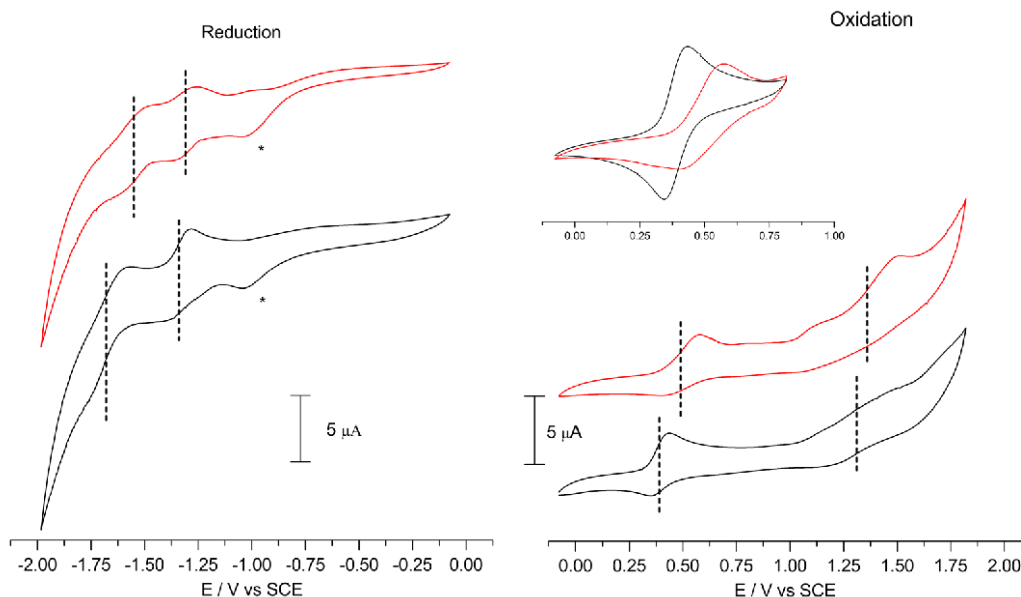 Reduction
*
*
5 μA
-2.00 -1.75 -1.50 -1.25 -1.00 -0.75 -0.50 -0.25 0.00
E / V vs SCE
Oxidation
0.00 0.25 0.50 0.75 1.00
5 μA
0.00 0.25 0.50 0.75 1.00 1.25 1.50 1.75 2.00
E / V vs SCE